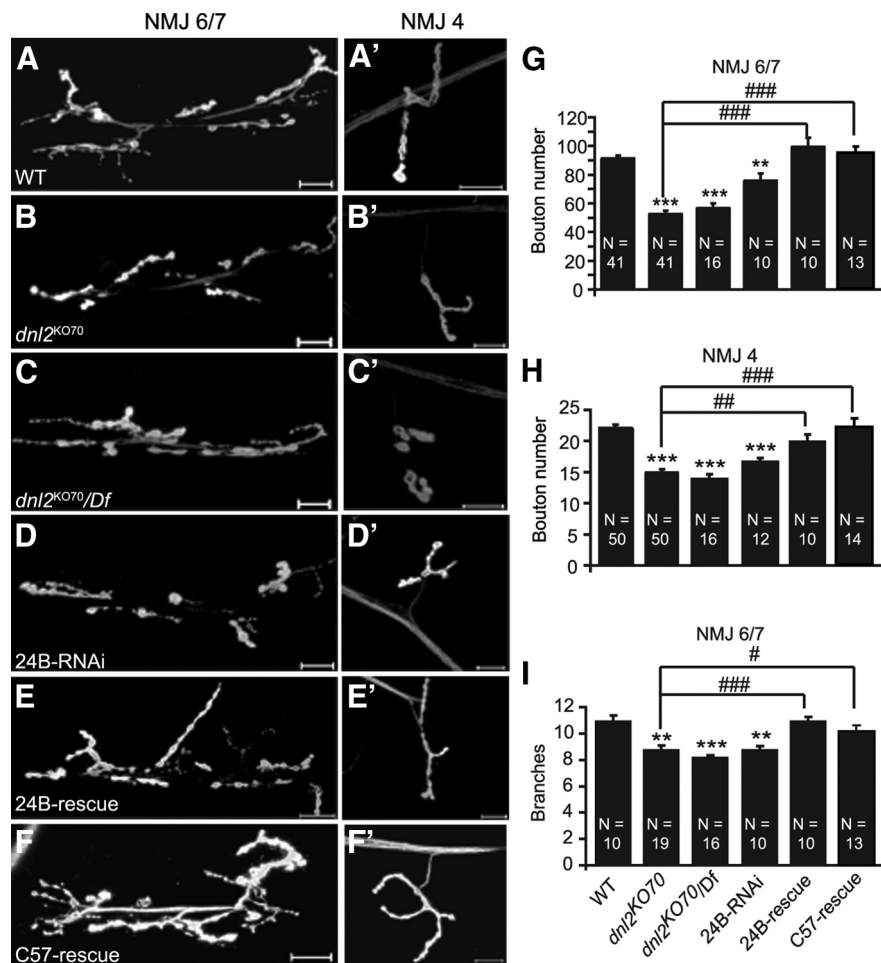 NMJ 6/7
NMJ 4
A
WT
A'
B
dnl2KO70
B'
C
dnl2KO70/Df
C'
D
24B-RNAi
D'
E
24B-rescue
E'
F
C57-rescue
F'
G
NMJ 6/7
###
###
Bouton number
120
100
80
60
40
20
0
*** *** **
N = 41
N = 41
N = 16
N = 10
N = 10
N = 13
H
NMJ 4
###
##
Bouton number
25
20
15
10
5
0
*** *** ***
N = 50
N = 50
N = 16
N = 12
N = 10
N = 14
I
NMJ 6/7
#
###
Branches
12
10
8
6
4
2
0
** *** **
N = 10
N = 19
N = 16
N = 10
N = 10
N = 13
WT
dnl2KO70
dnl2KO70/Df
24B-RNAi
24B-rescue
C57-rescue